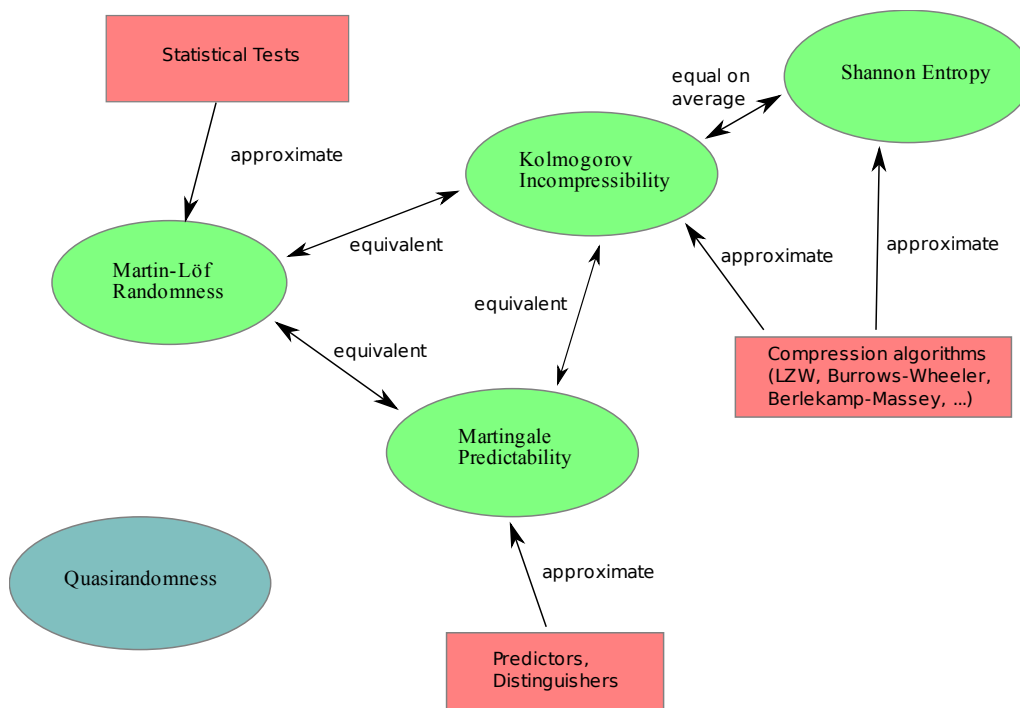 Statistical Tests
equal on
average
Shannon Entropy
approximate
Kolmogorov
Incompressibility
equivalent
approximate
approximate
Martin-Löf
Randomness
equivalent
equivalent
Compression algorithms
(LZW, Burrows-Wheeler,
Berlekamp-Massey, ...)
Martingale
Predictability
Quasirandomness
approximate
Predictors,
Distinguishers